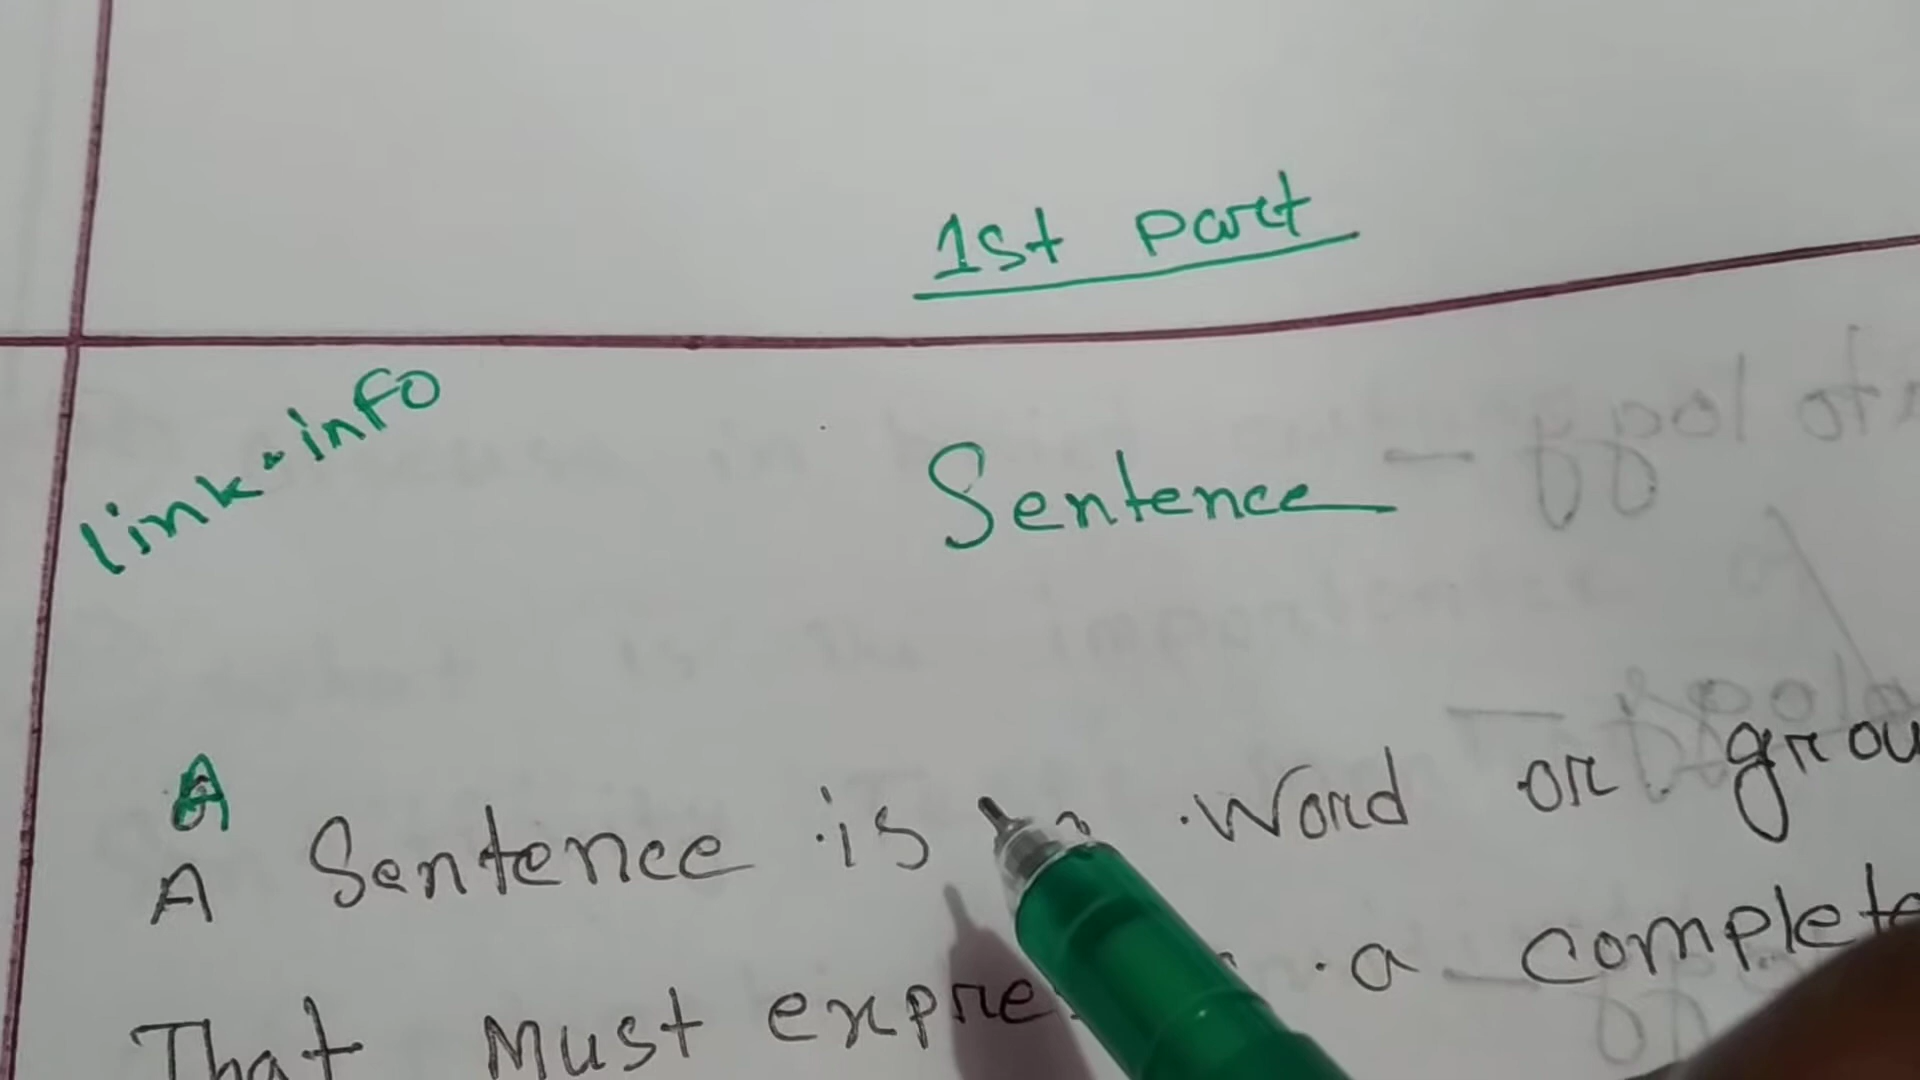 1st part
link & info
Sentence
A
A Sentence is word or grou
That Must expre a complete